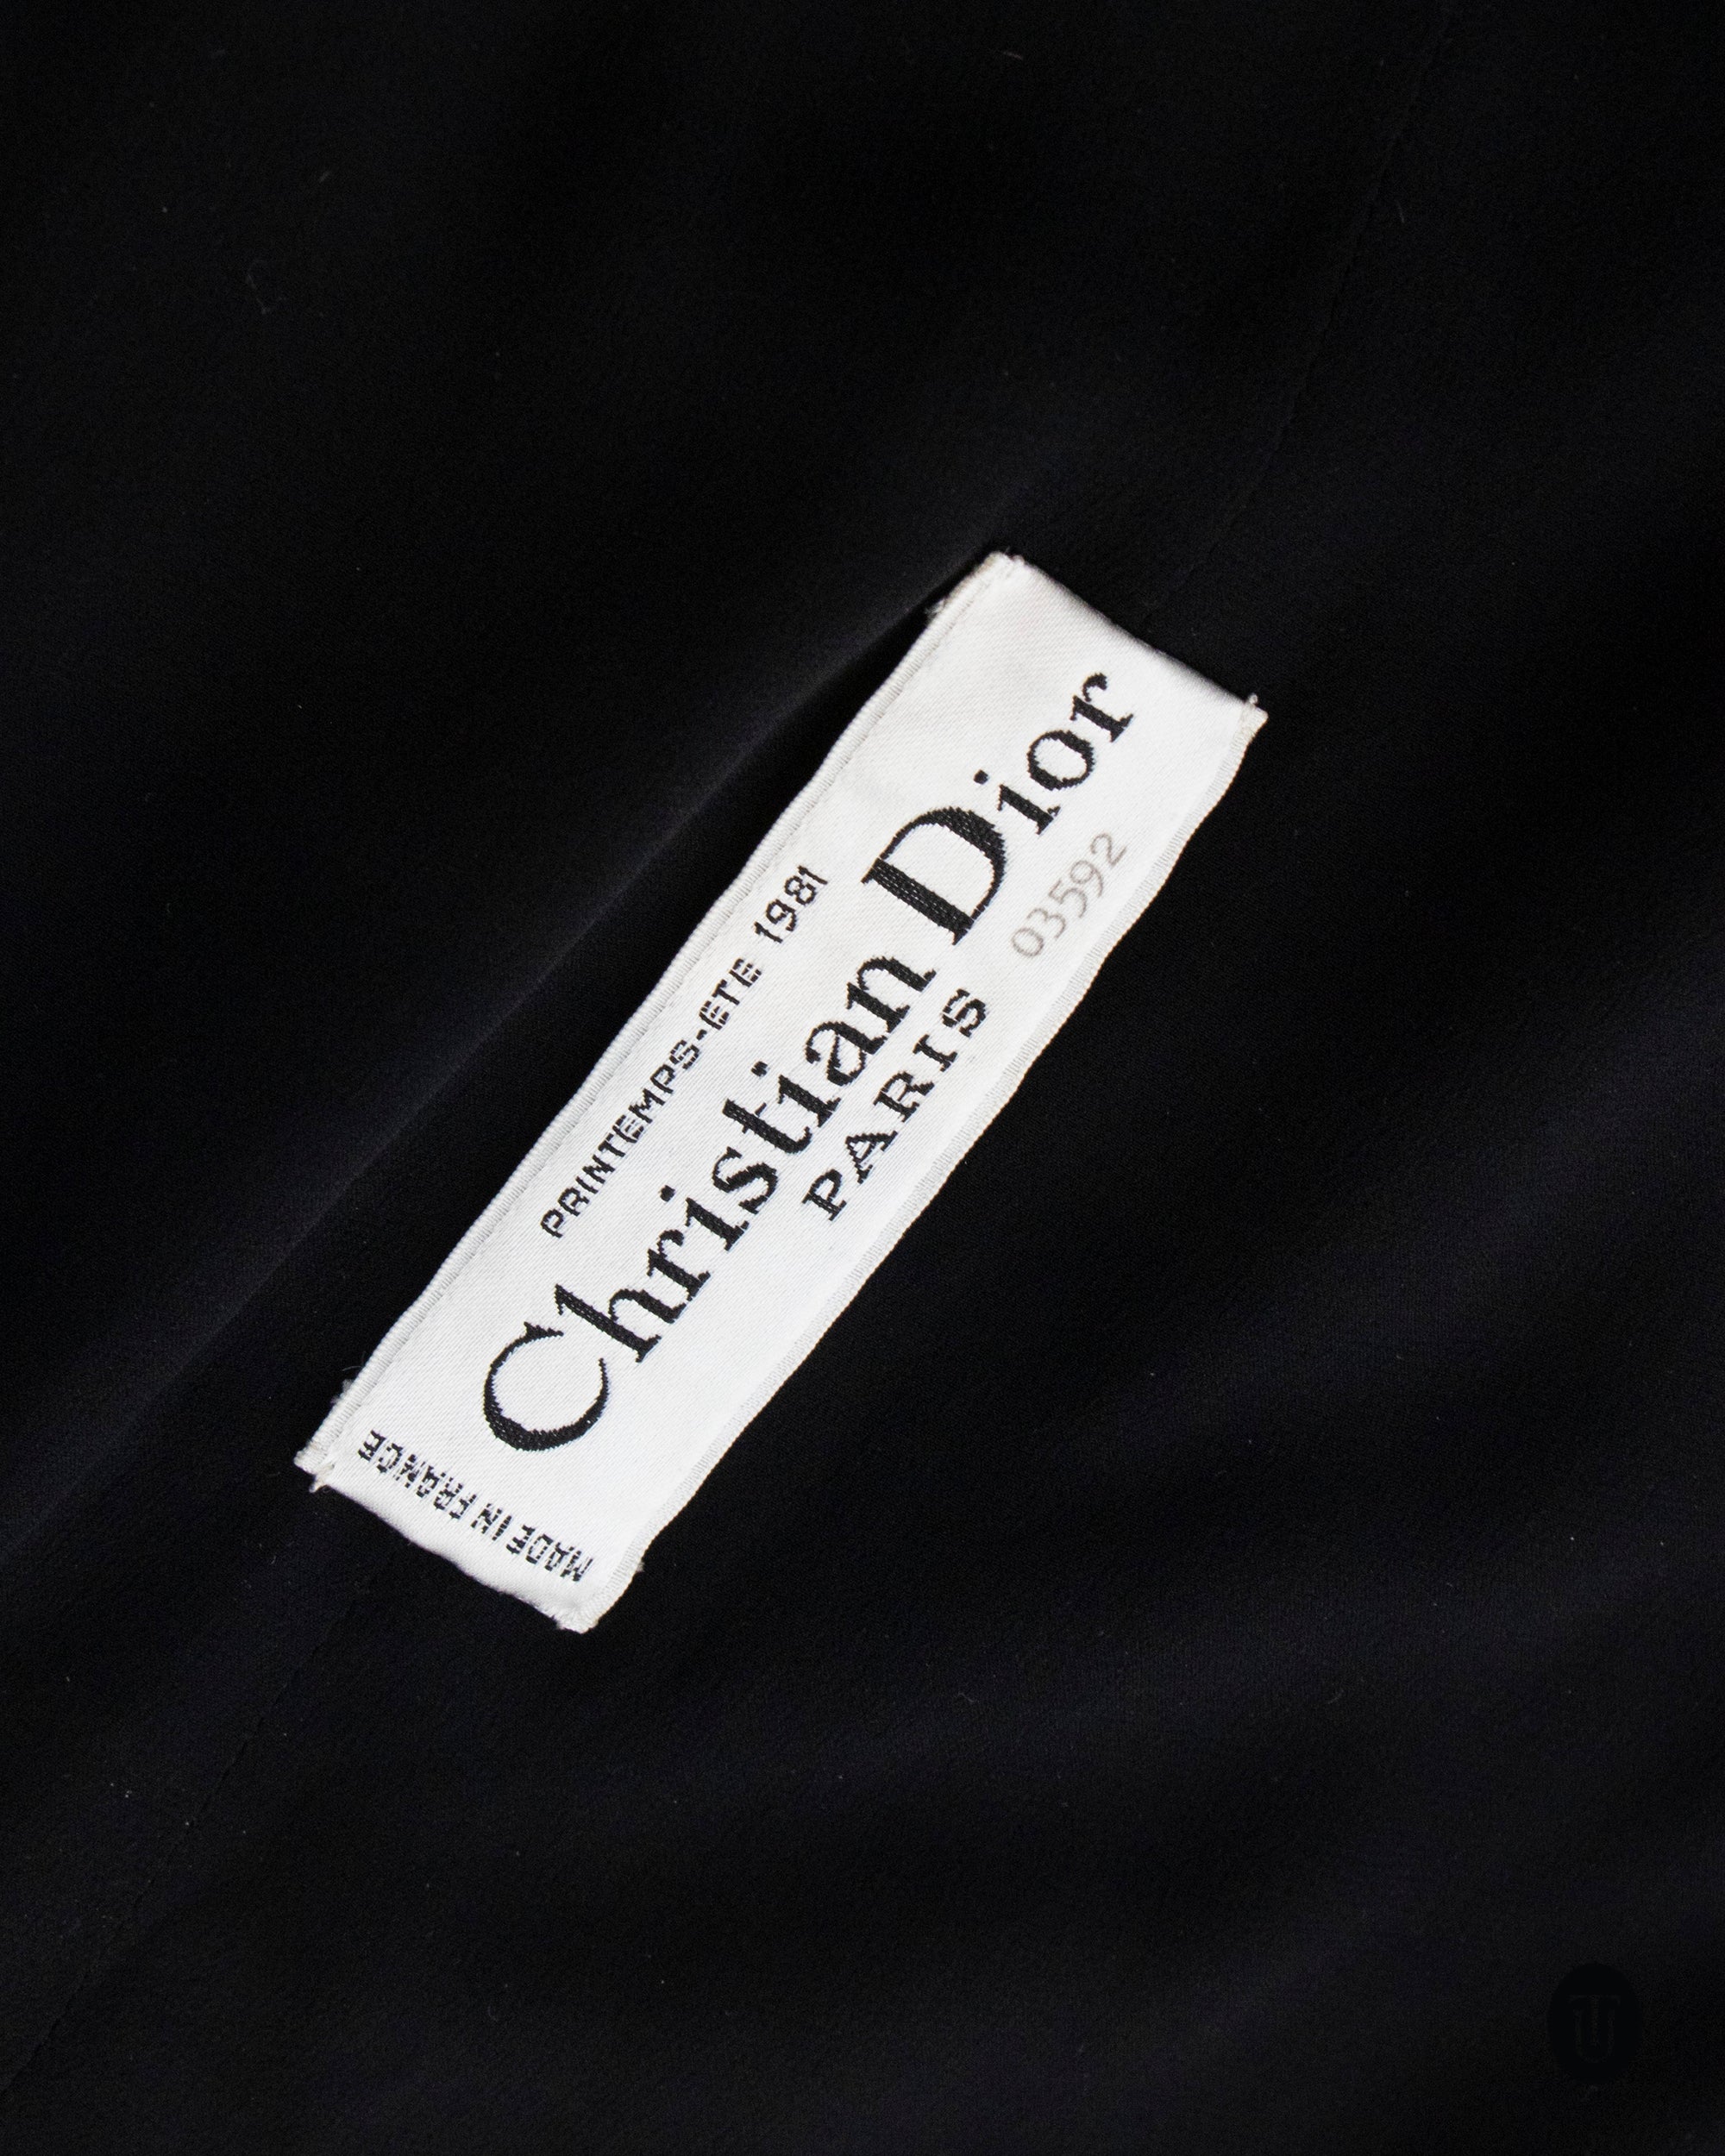 PRINTEMPS-ETE 1981
Christian Dior
PARIS
03592
MADE IN FRANCE